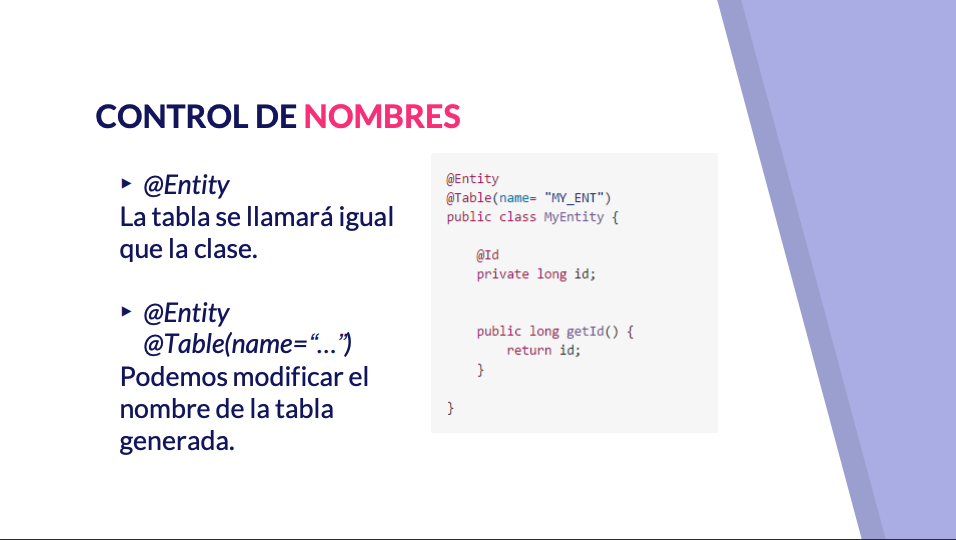 CONTROL DE NOMBRES
▸ @Entity
La tabla se llamará igual
que la clase.
▸ @Entity
@Table(name=“…”)
Podemos modificar el
nombre de la tabla
generada.
@Entity
@Table(name= "MY_ENT")
public class MyEntity {
@Id
private long id;
public long getId() {
return id;
}
}